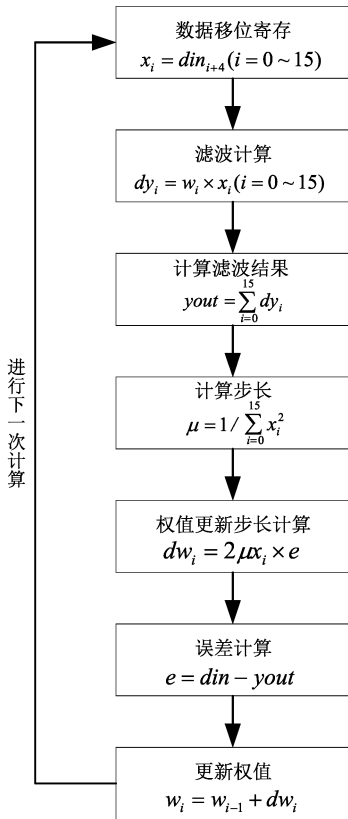 数据移位寄存
x_i = din_{i+4}(i = 0 ~ 15)
滤波计算
dy_i = w_i × x_i(i = 0 ~ 15)
计算滤波结果
yout = \sum_{i=0}^{15} dy_i
计算步长
μ = 1 / \sum_{i=0}^{15} x_i^2
权值更新步长计算
dw_i = 2μx_i × e
误差计算
e = din − yout
更新权值
w_i = w_{i−1} + dw_i
进行下一次计算